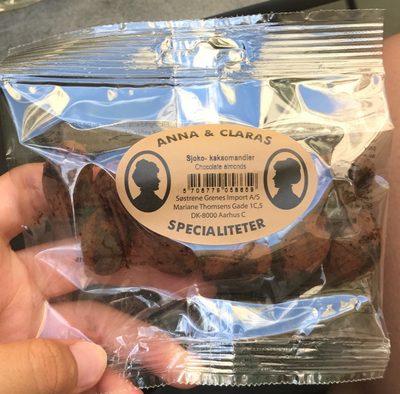 ANNA & CLARAS
Sjoko- kakaomandler
Chocolate almonds
5 708779 058869
Søstrene Grenes Import A/S
Mariane Thomsens Gade 1C,5
DK-8000 Aarhus C
SPECIALITETER